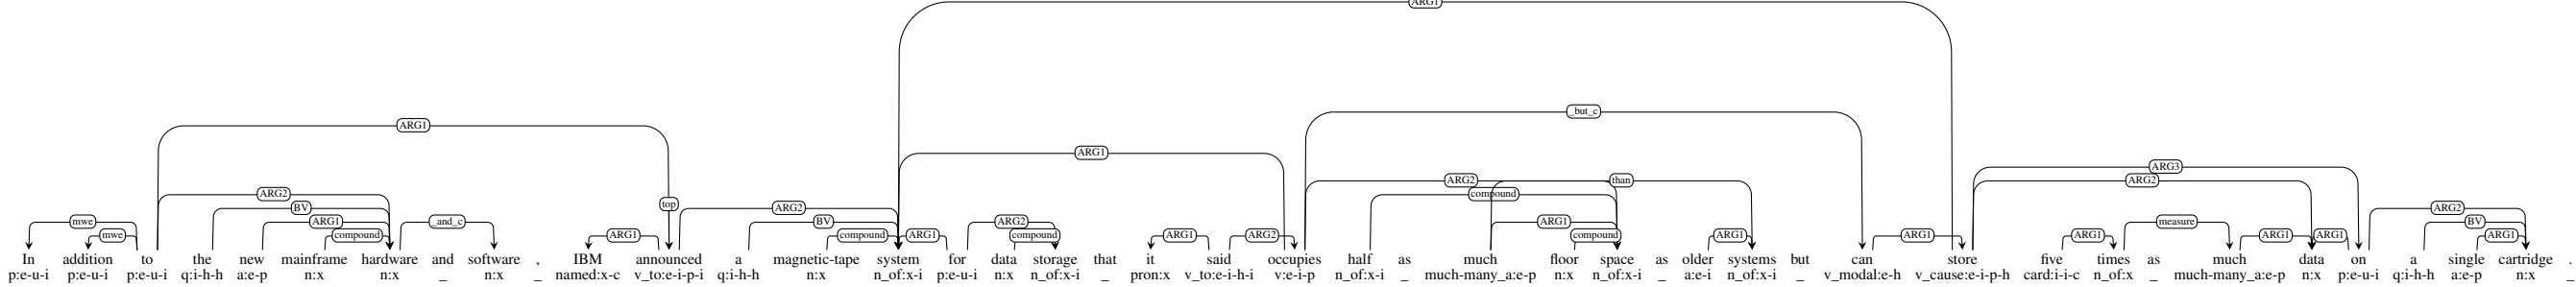 ARG1
_but_c
ARG1
ARG1
ARG3
ARG2 than ARG2
ARG2 compound
BV top ARG2 ARG2
mwe ARG1 _and_c BV ARG2 ARG1 measure BV
mwe compound ARG1 compound ARG1 compound ARG1 ARG2 compound ARG1 ARG1 ARG1 ARG1 ARG1 ARG1
In addition to the new mainframe hardware and software , IBM announced a magnetic-tape system for data storage that it said occupies half as much floor space as older systems but can store five times as much data on a single cartridge .
p:e-u-i p:e-u-i p:e-u-i q:i-h-h a:e-p n:x n:x _ n:x _ named:x-c v_to:e-i-p-i q:i-h-h n:x n_of:x-i p:e-u-i n:x n_of:x-i _ pron:x v_to:e-i-h-i v:e-i-p n_of:x-i _ much-many_a:e-p n:x n_of:x-i _ a:e-i n_of:x-i _ v_modal:e-h v_cause:e-i-p-h card:i-i-c n_of:x _ much-many_a:e-p n:x p:e-u-i q:i-h-h a:e-p n:x _